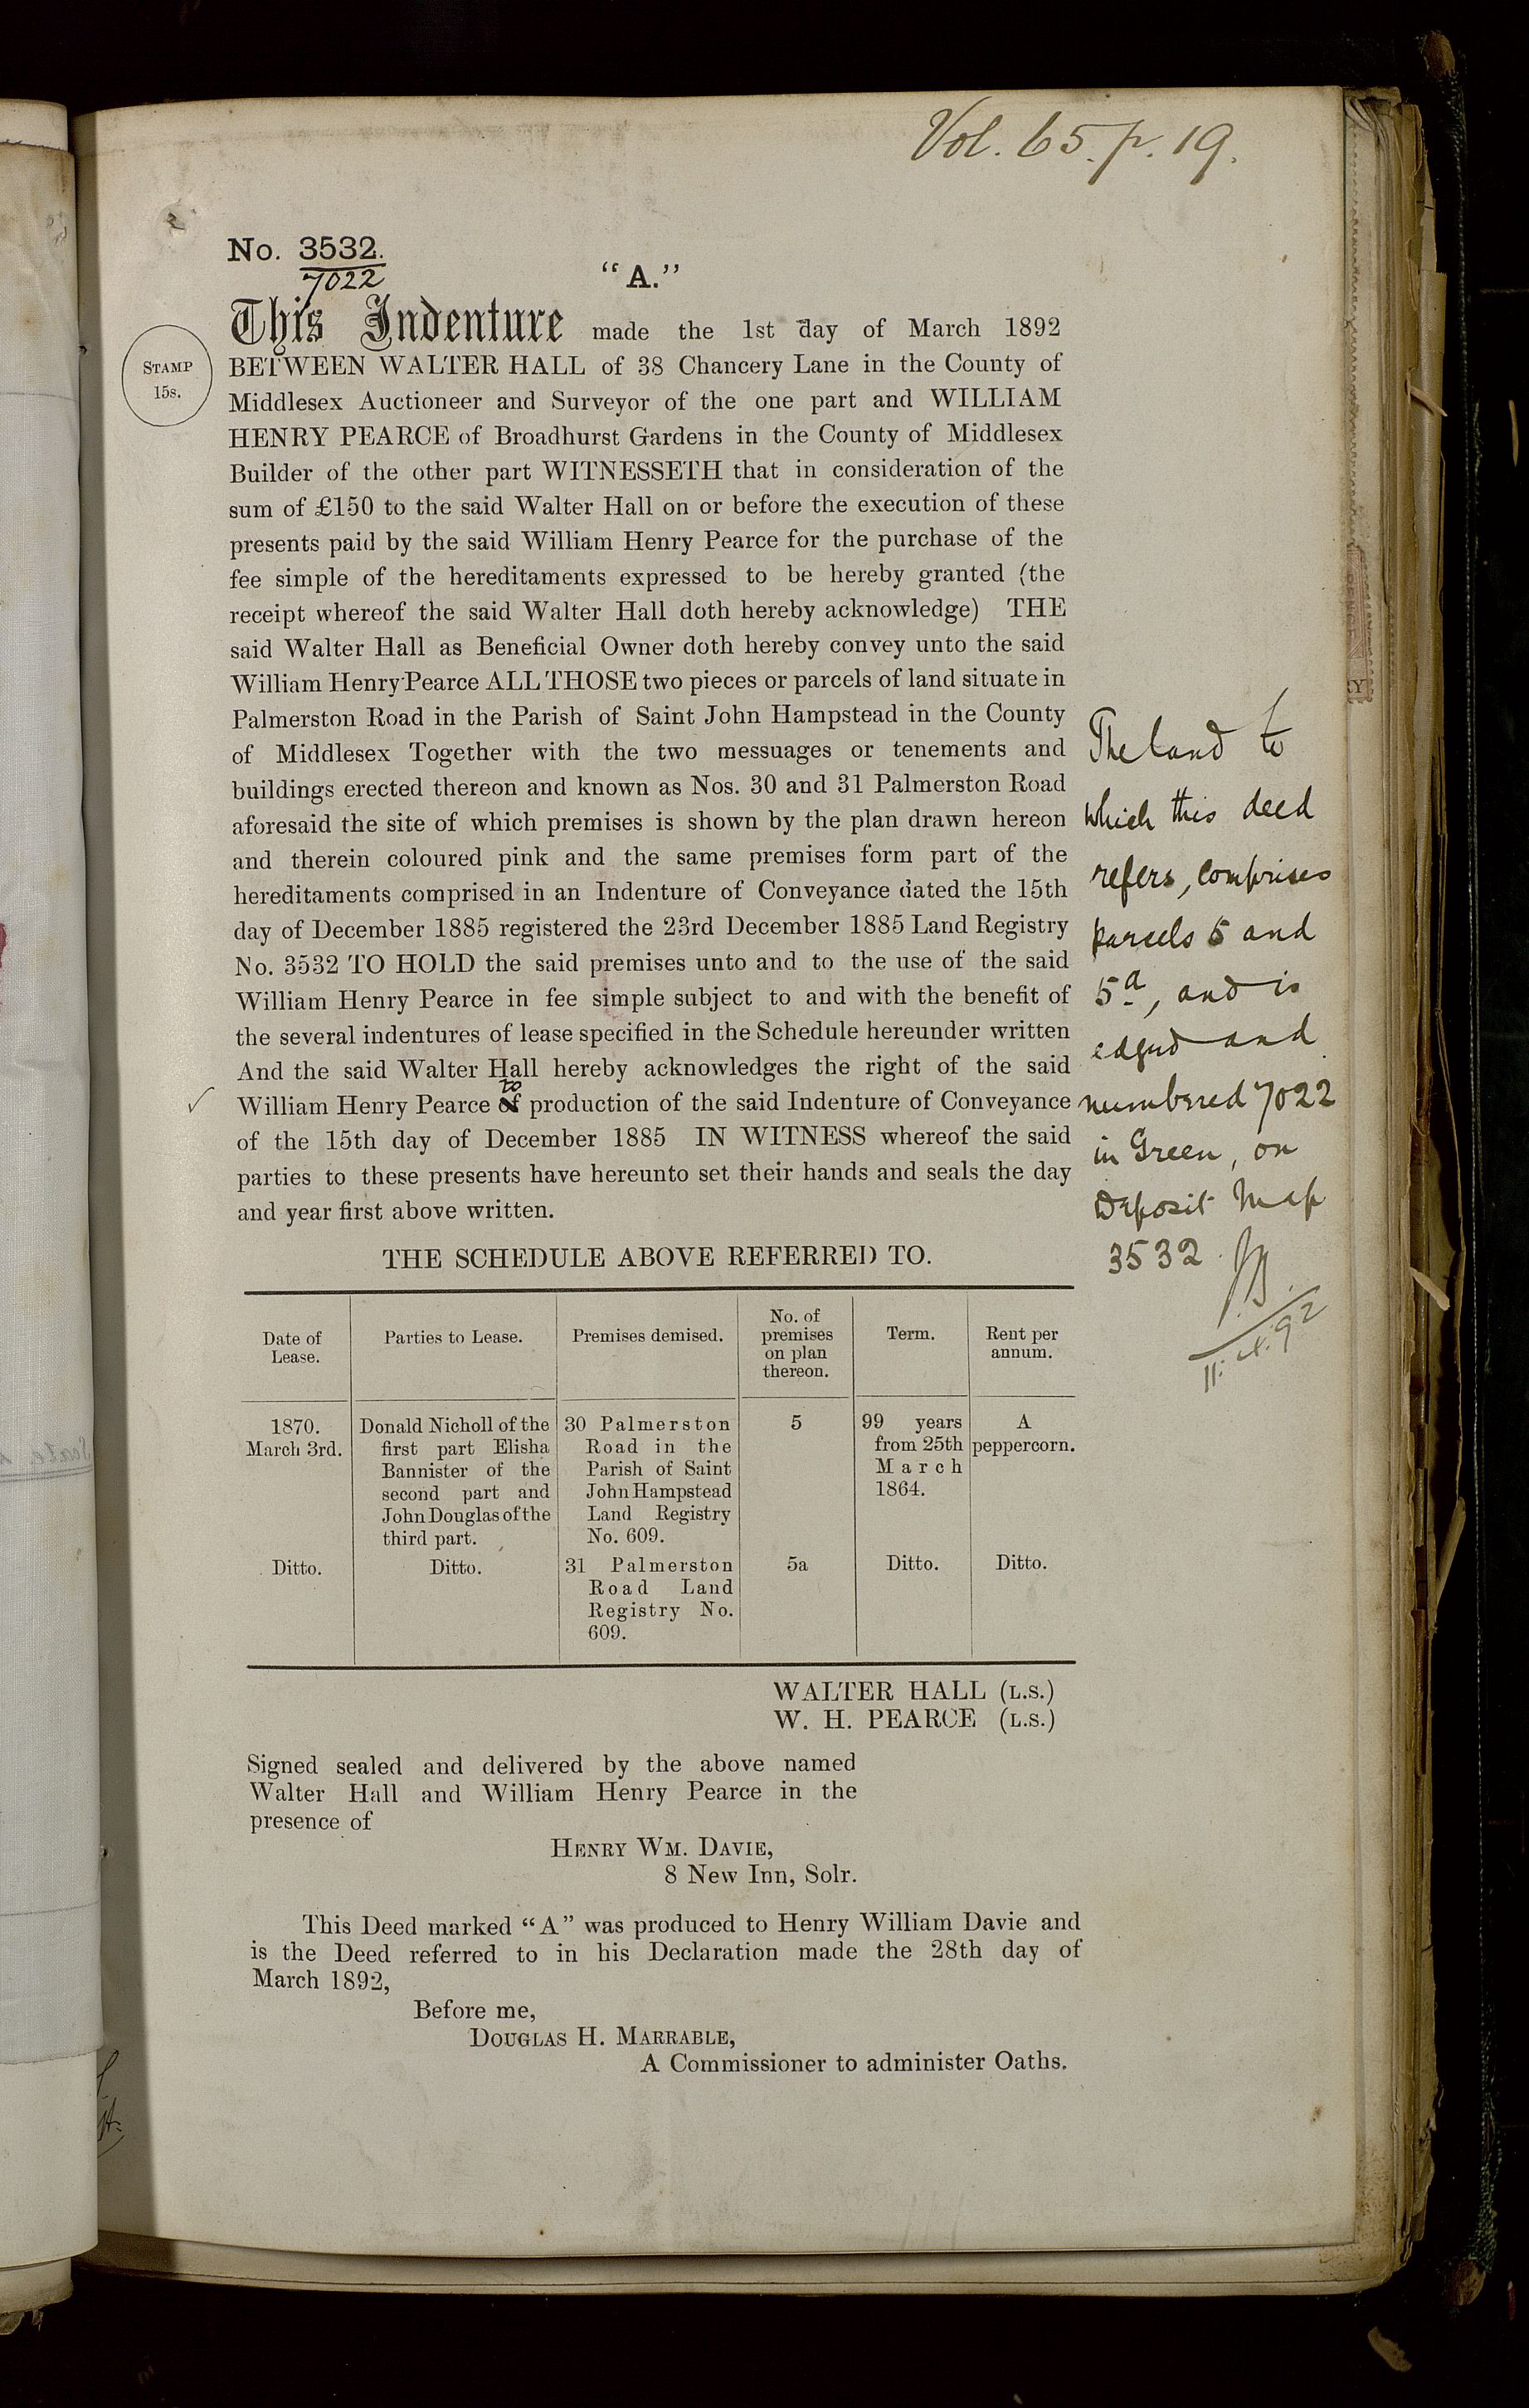 Vol. 65. p. 19.
No. 3532.
7022
“A.”
STAMP
15s.
This Indenture made the 1st day of March 1892
BETWEEN WALTER HALL of 38 Chancery Lane in the County of
Middlesex Auctioneer and Surveyor of the one part and WILLIAM
HENRY PEARCE of Broadhurst Gardens in the County of Middlesex
Builder of the other part WITNESSETH that in consideration of the
sum of £150 to the said Walter Hall on or before the execution of these
presents paid by the said William Henry Pearce for the purchase of the
fee simple of the hereditaments expressed to be hereby granted (the
receipt whereof the said Walter Hall doth hereby acknowledge) THE
said Walter Hall as Beneficial Owner doth hereby convey unto the said
William Henry Pearce ALL THOSE two pieces or parcels of land situate in
Palmerston Road in the Parish of Saint John Hampstead in the County
of Middlesex Together with the two messuages or tenements and
buildings erected thereon and known as Nos. 30 and 31 Palmerston Road
aforesaid the site of which premises is shown by the plan drawn hereon
and therein coloured pink and the same premises form part of the
hereditaments comprised in an Indenture of Conveyance dated the 15th
day of December 1885 registered the 23rd December 1885 Land Registry
No. 3532 TO HOLD the said premises unto and to the use of the said
William Henry Pearce in fee simple subject to and with the benefit of
the several indentures of lease specified in the Schedule hereunder written
And the said Walter Hall hereby acknowledges the right of the said
to
William Henry Pearce of production of the said Indenture of Conveyance
of the 15th day of December 1885 IN WITNESS whereof the said
parties to these presents have hereunto set their hands and seals the day
and year first above written.
The land to
which this deed
refers, comprises
parcels 5 and
5a, and is
edged and
numbered 7022
in Green, on
Deposit Map
3532.
11.
92
THE SCHEDULE ABOVE REFERRED TO.
Date of
Lease.
Parties to Lease.
Premises demised.
No. of
premises
on plan
thereon.
Term.
Rent per
annum.
1870.
March 3rd.
Donald Nicholl of the
first part Elisha
Bannister of the
second part and
John Douglas of the
third part.
30 Palmerston
Road in the
Parish of Saint
John Hampstead
Land Registry
No. 609.
5
99 years
from 25th
March
1864.
A
peppercorn.
Ditto.
Ditto.
31 Palmerston
Road Land
Registry No.
609.
5a
Ditto.
Ditto.
WALTER HALL (L.S.)
W. H. PEARCE (L.S.)
Signed sealed and delivered by the above named
Walter Hall and William Henry Pearce in the
presence of
HENRY WM. DAVIE,
8 New Inn, Solr.
This Deed marked “A” was produced to Henry William Davie and
is the Deed referred to in his Declaration made the 28th day of
March 1892,
Before me,
DOUGLAS H. MARRABLE,
A Commissioner to administer Oaths.